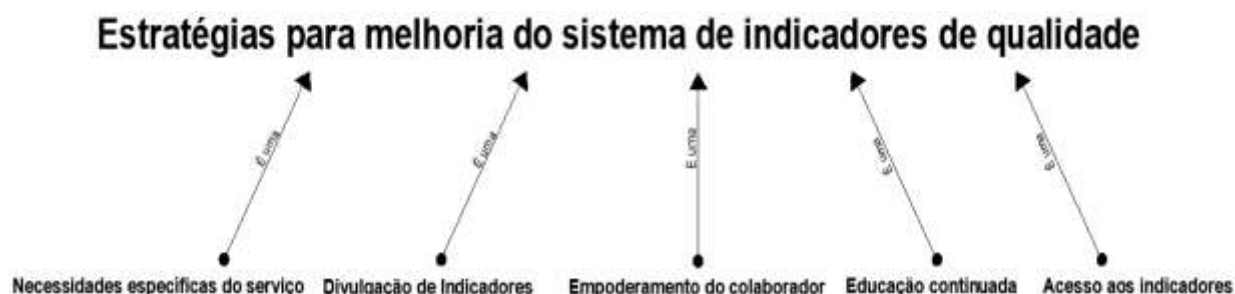 Estratégias para melhoria do sistema de indicadores de qualidade
É uma É uma É uma É uma É uma
Necessidades específicas do serviço Divulgação de Indicadores Empoderamento do colaborador Educação continuada Acesso aos indicadores